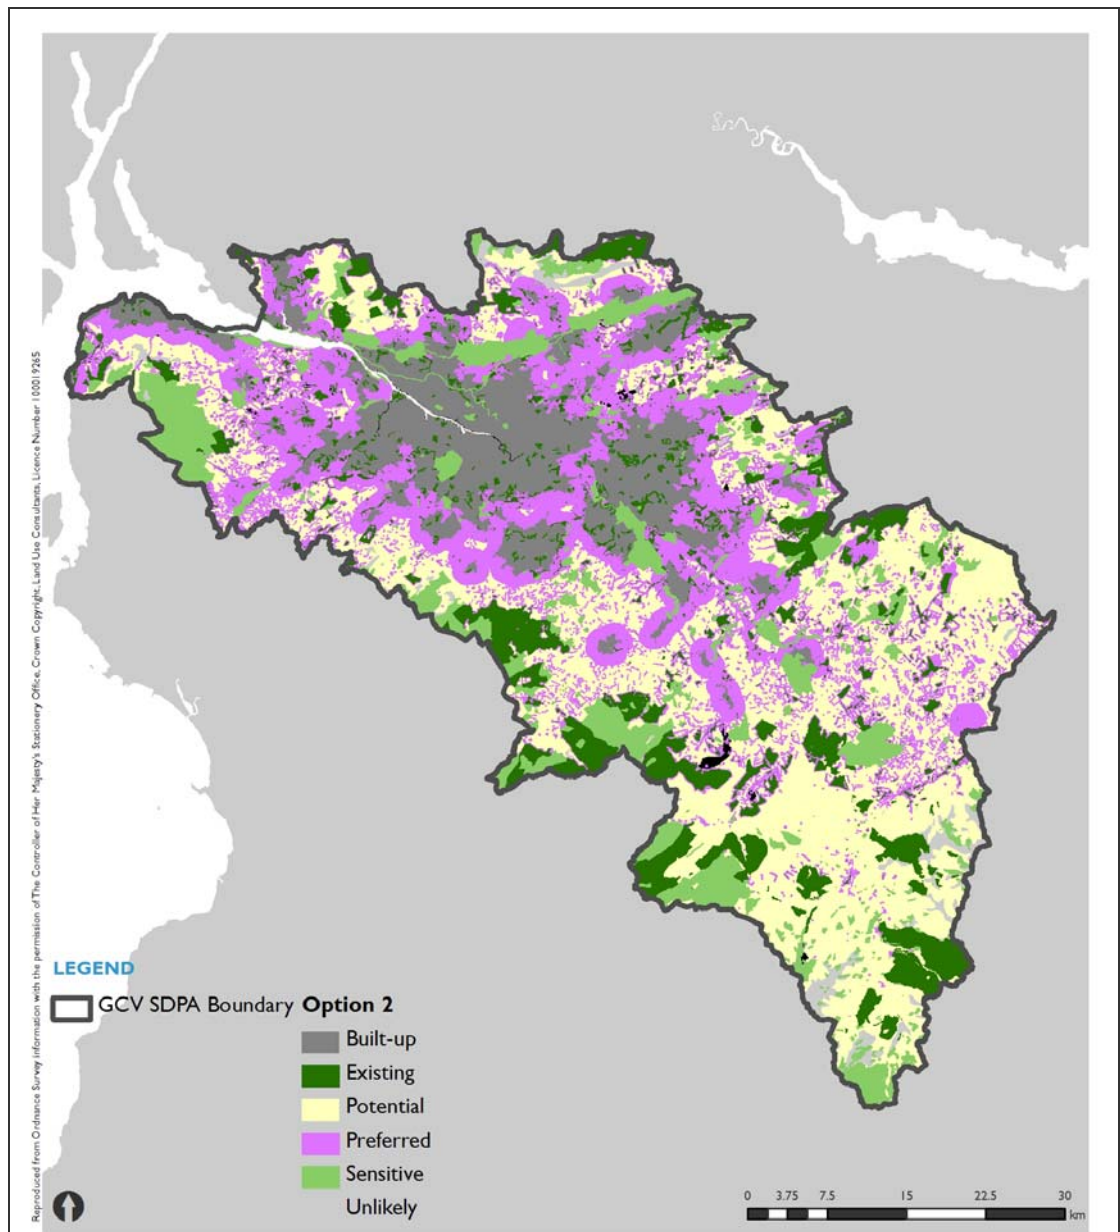 Reproduced from Ordnance Survey information with the permission of The Controller of Her Majesty's Stationery Office, Crown Copyright, Land Use Consultants, Licence Number 100019265
LEGEND
GCV SDPA Boundary Option 2
Built-up
Existing
Potential
Preferred
Sensitive
Unlikely
0 3.75 7.5 15 22.5 30
km